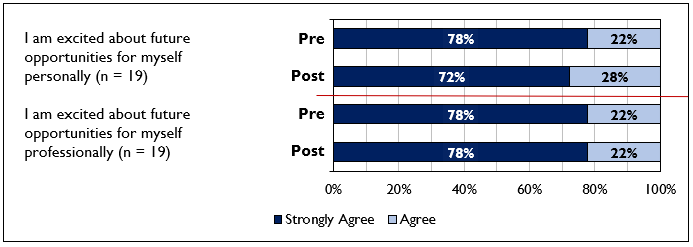 I am excited about future
opportunities for myself
personally (n = 19)
Pre
78%
22%
Post
72%
28%
I am excited about future
opportunities for myself
professionally (n = 19)
Pre
78%
22%
Post
78%
22%
0% 20% 40% 60% 80% 100%
Strongly Agree Agree